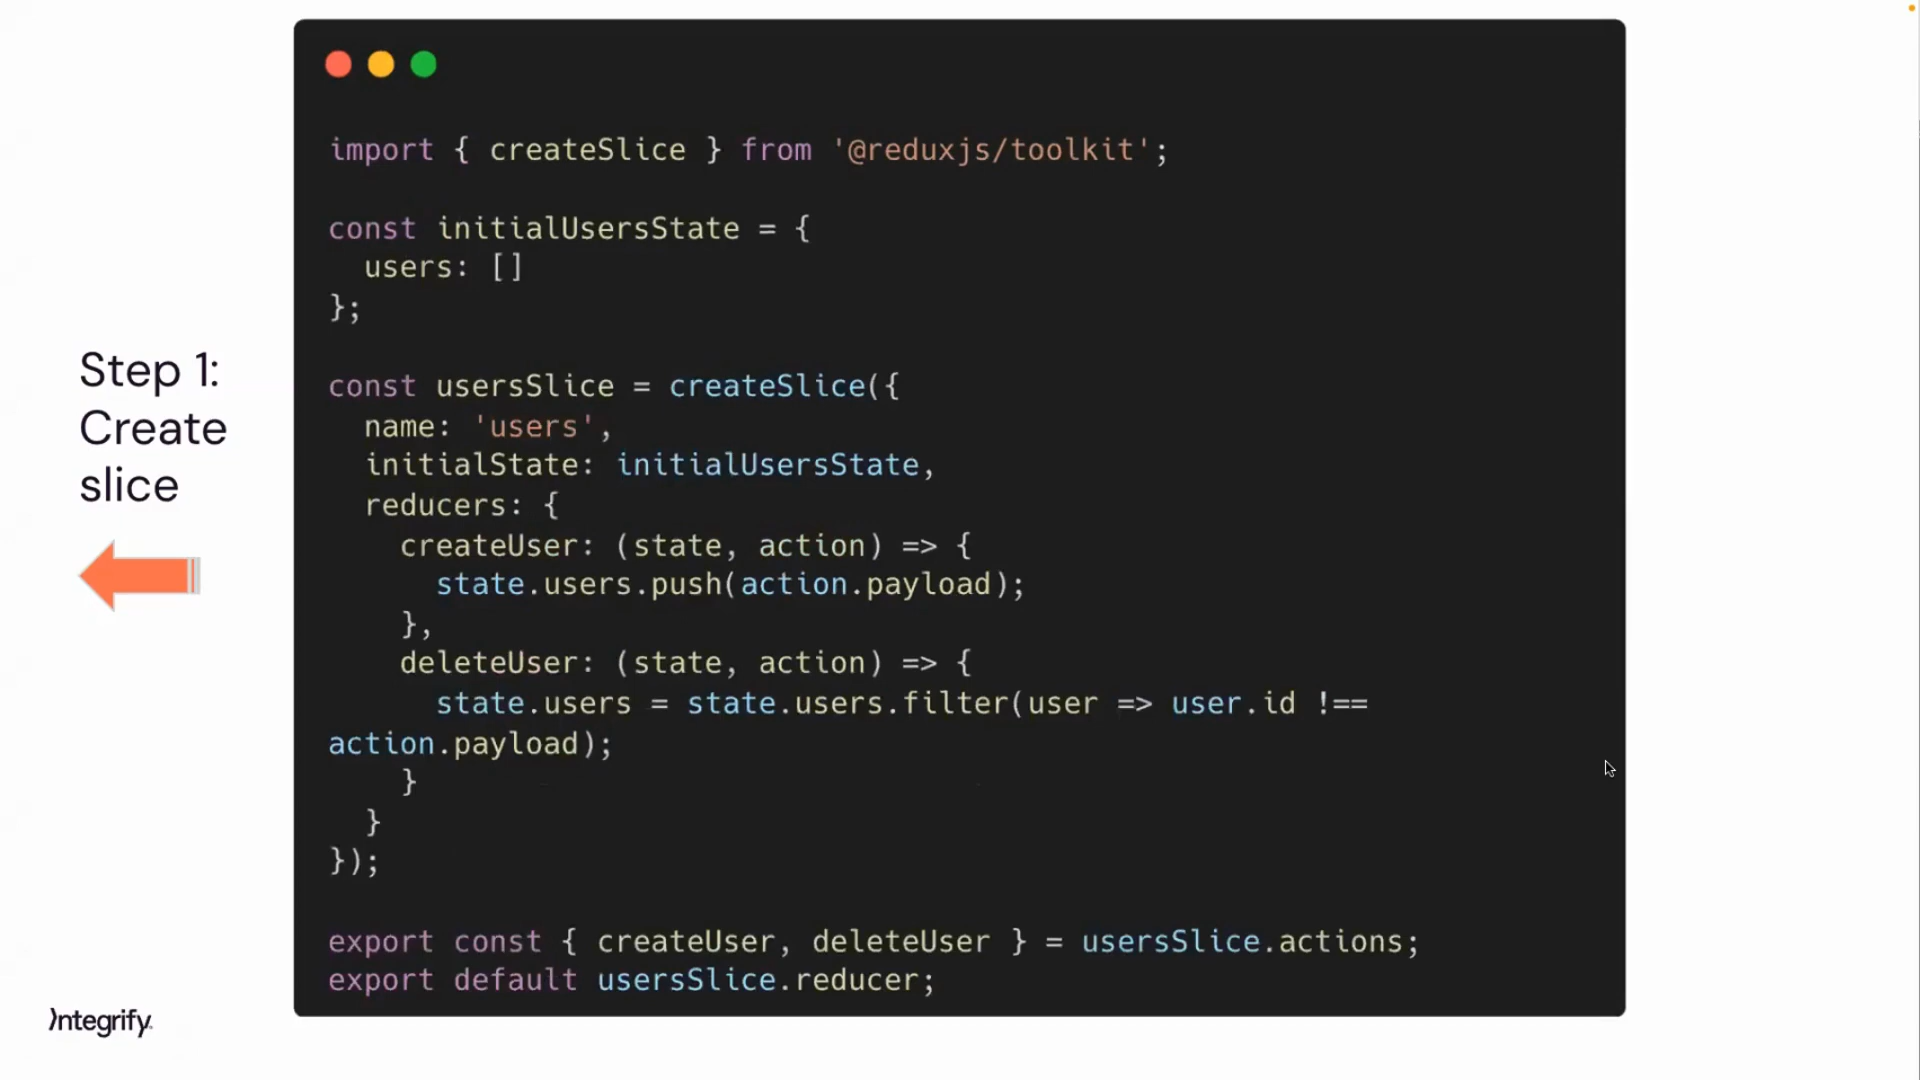 Step 1:
Create
slice
import { createSlice } from '@reduxjs/toolkit';
const initialUsersState = {
  users: []
};
const usersSlice = createSlice({
  name: 'users',
  initialState: initialUsersState,
  reducers: {
    createUser: (state, action) => {
      state.users.push(action.payload);
    },
    deleteUser: (state, action) => {
      state.users = state.users.filter(user => user.id !==
action.payload);
    }
  }
});
export const { createUser, deleteUser } = usersSlice.actions;
export default usersSlice.reducer;
Integrify.